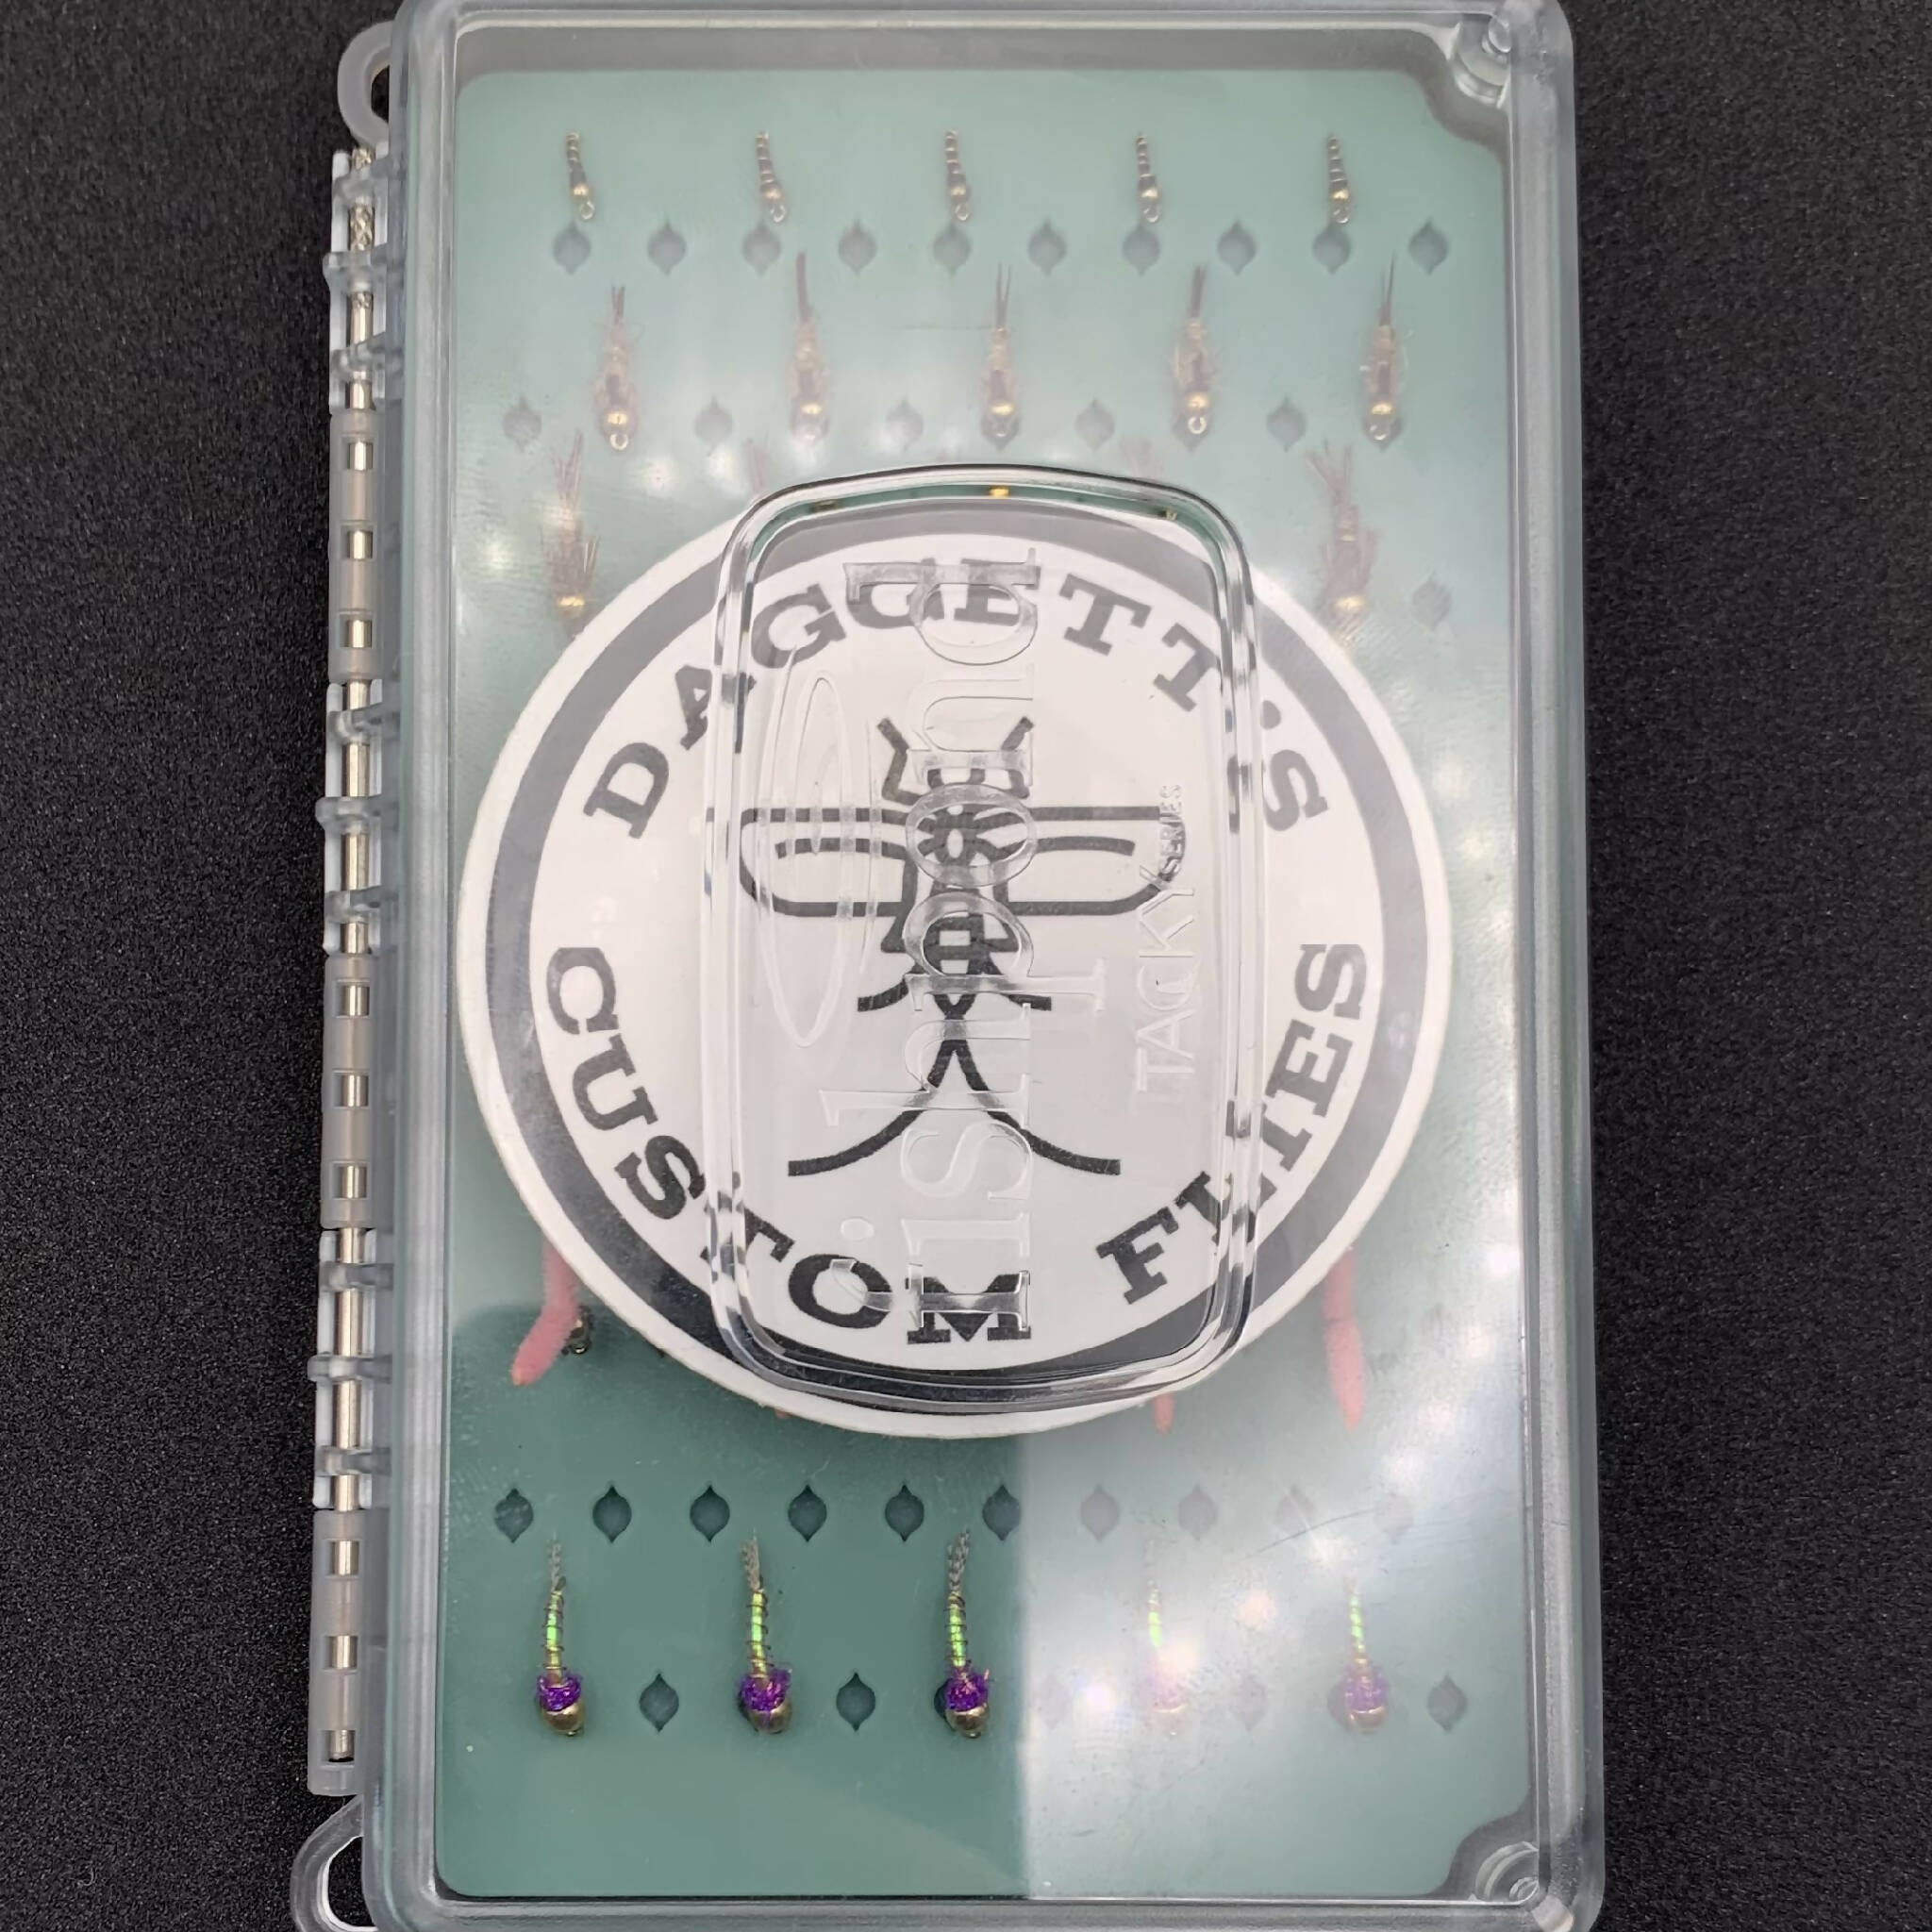 DAGGETT'S
CUSTOM FLIES
fishpond
TACKY SERIES